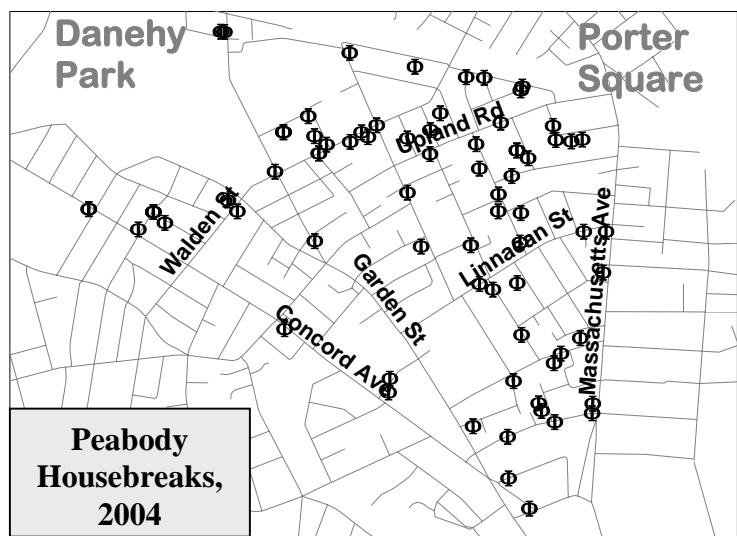 Danehy
Park
Porter
Square
Upland Rd
Walden St
Linnaean St
Garden St
Massachusetts Ave
Concord Ave
Peabody
Housebreaks,
2004